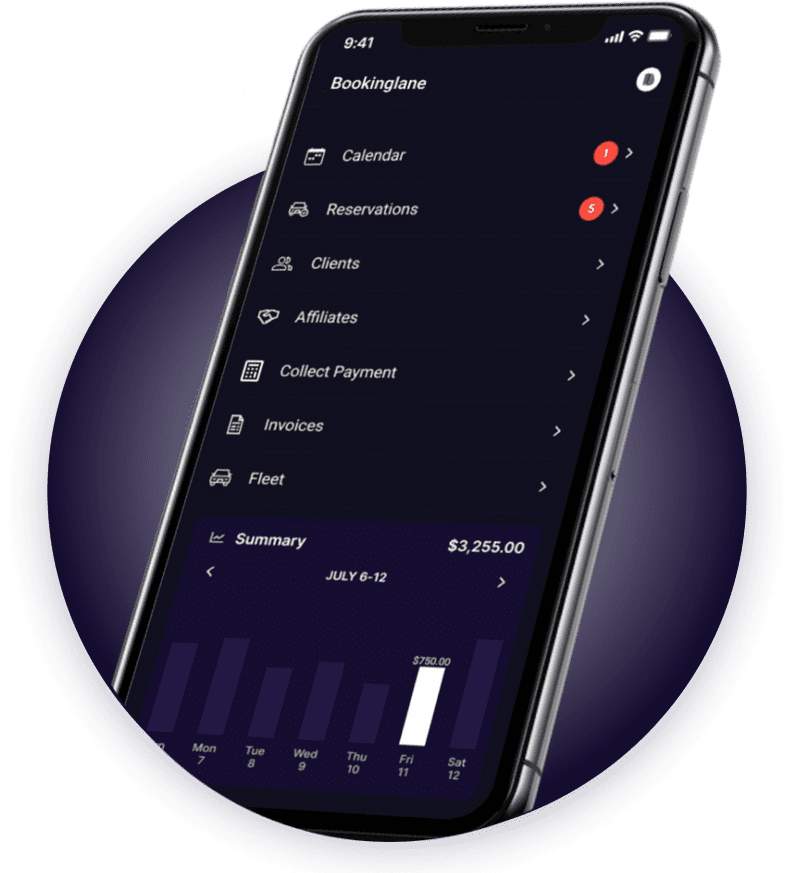 9:41
Bookinglane
Calendar 1
Reservations 5
Clients
Affiliates
Collect Payment
Invoices
Fleet
Summary $3,255.00
JULY 6-12
$750.00
Mon Tue Wed Thu Fri Sat
7 8 9 10 11 12